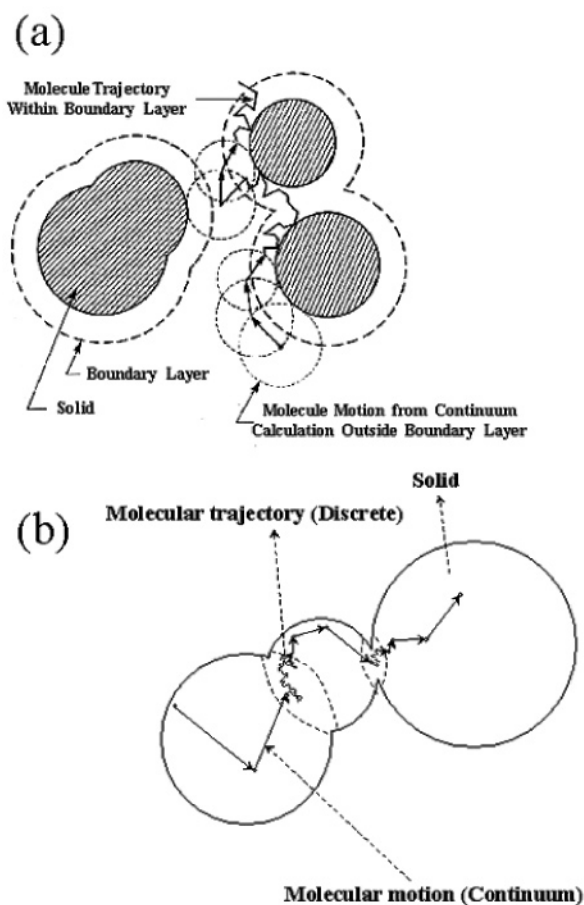 (a)
Molecule Trajectory
Within Boundary Layer
Boundary Layer
Solid
Molecule Motion from Continuum
Calculation Outside Boundary Layer
Solid
Molecular trajectory (Discrete)
(b)
Molecular motion (Continuum)